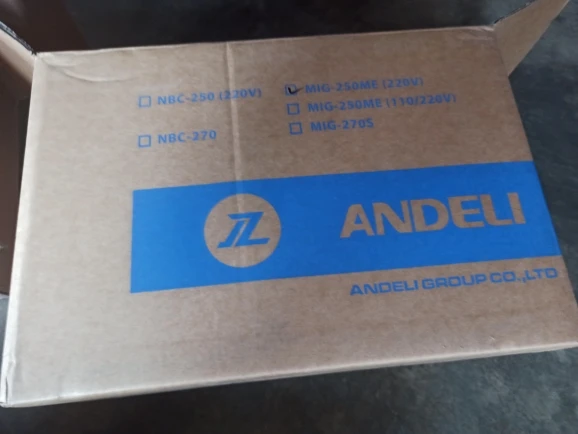 NBC-250 (220V)
MIG-250ME (220V)
MIG-250ME (110/220V)
NBC-270
MIG-270S
ANDELI
ANDELI GROUP CO.,LTD